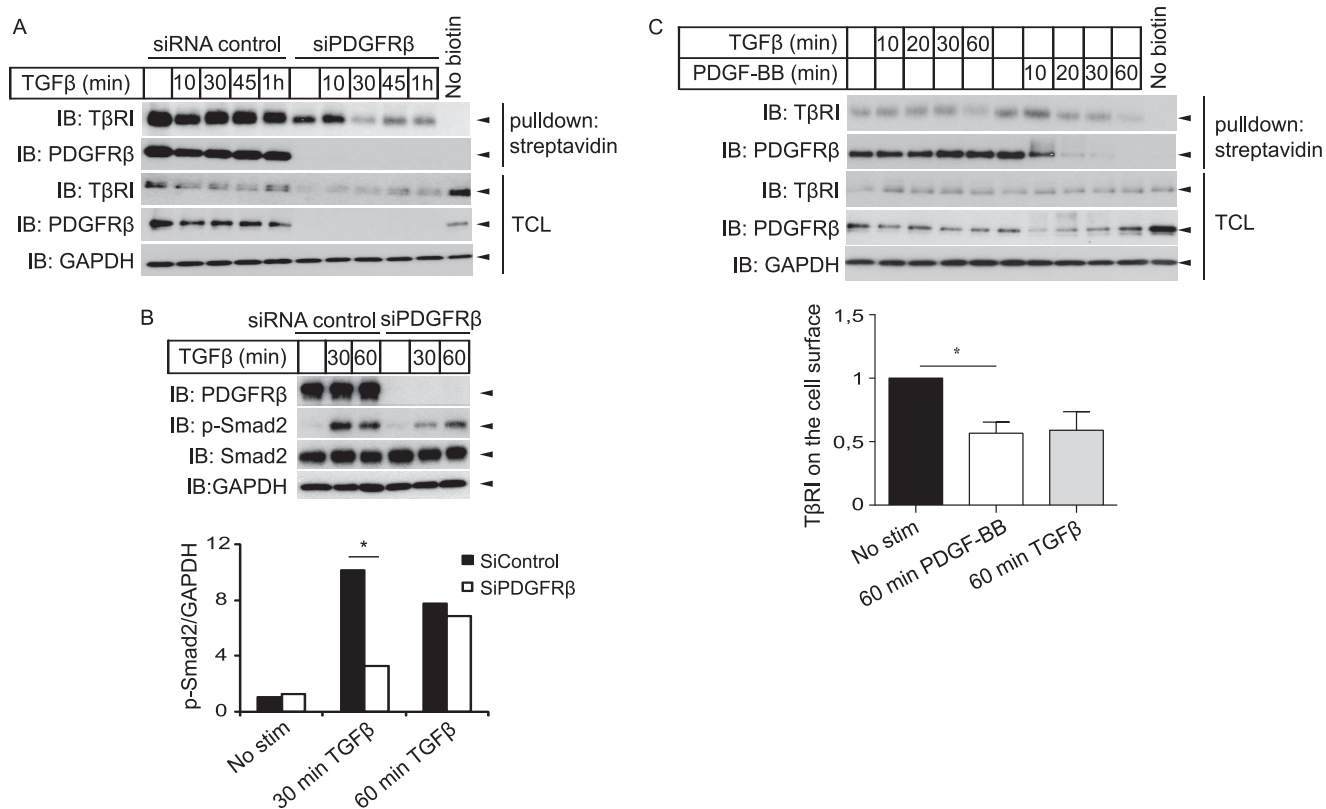 A
siRNA control siPDGFRβ No biotin
TGFβ (min) 10 30 45 1h
10 30 45 1h
IB: TβRI
IB: PDGFRβ
pulldown:
streptavidin
IB: TβRI
IB: PDGFRβ
IB: GAPDH
TCL
B
siRNA control siPDGFRβ
TGFβ (min) 30 60 30 60
IB: PDGFRβ
IB: p-Smad2
IB: Smad2
IB:GAPDH
12
8
4
0
p-Smad2/GAPDH
*
SiControl
SiPDGFRβ
No stim
30 min TGFβ
60 min TGFβ
C
No biotin
TGFβ (min) 10 20 30 60
PDGF-BB (min) 10 20 30 60
IB: TβRI
IB: PDGFRβ
pulldown:
streptavidin
IB: TβRI
IB: PDGFRβ
IB: GAPDH
TCL
1,5
1
0,5
0
TβRI on the cell surface
*
No stim
60 min PDGF-BB
60 min TGFβ